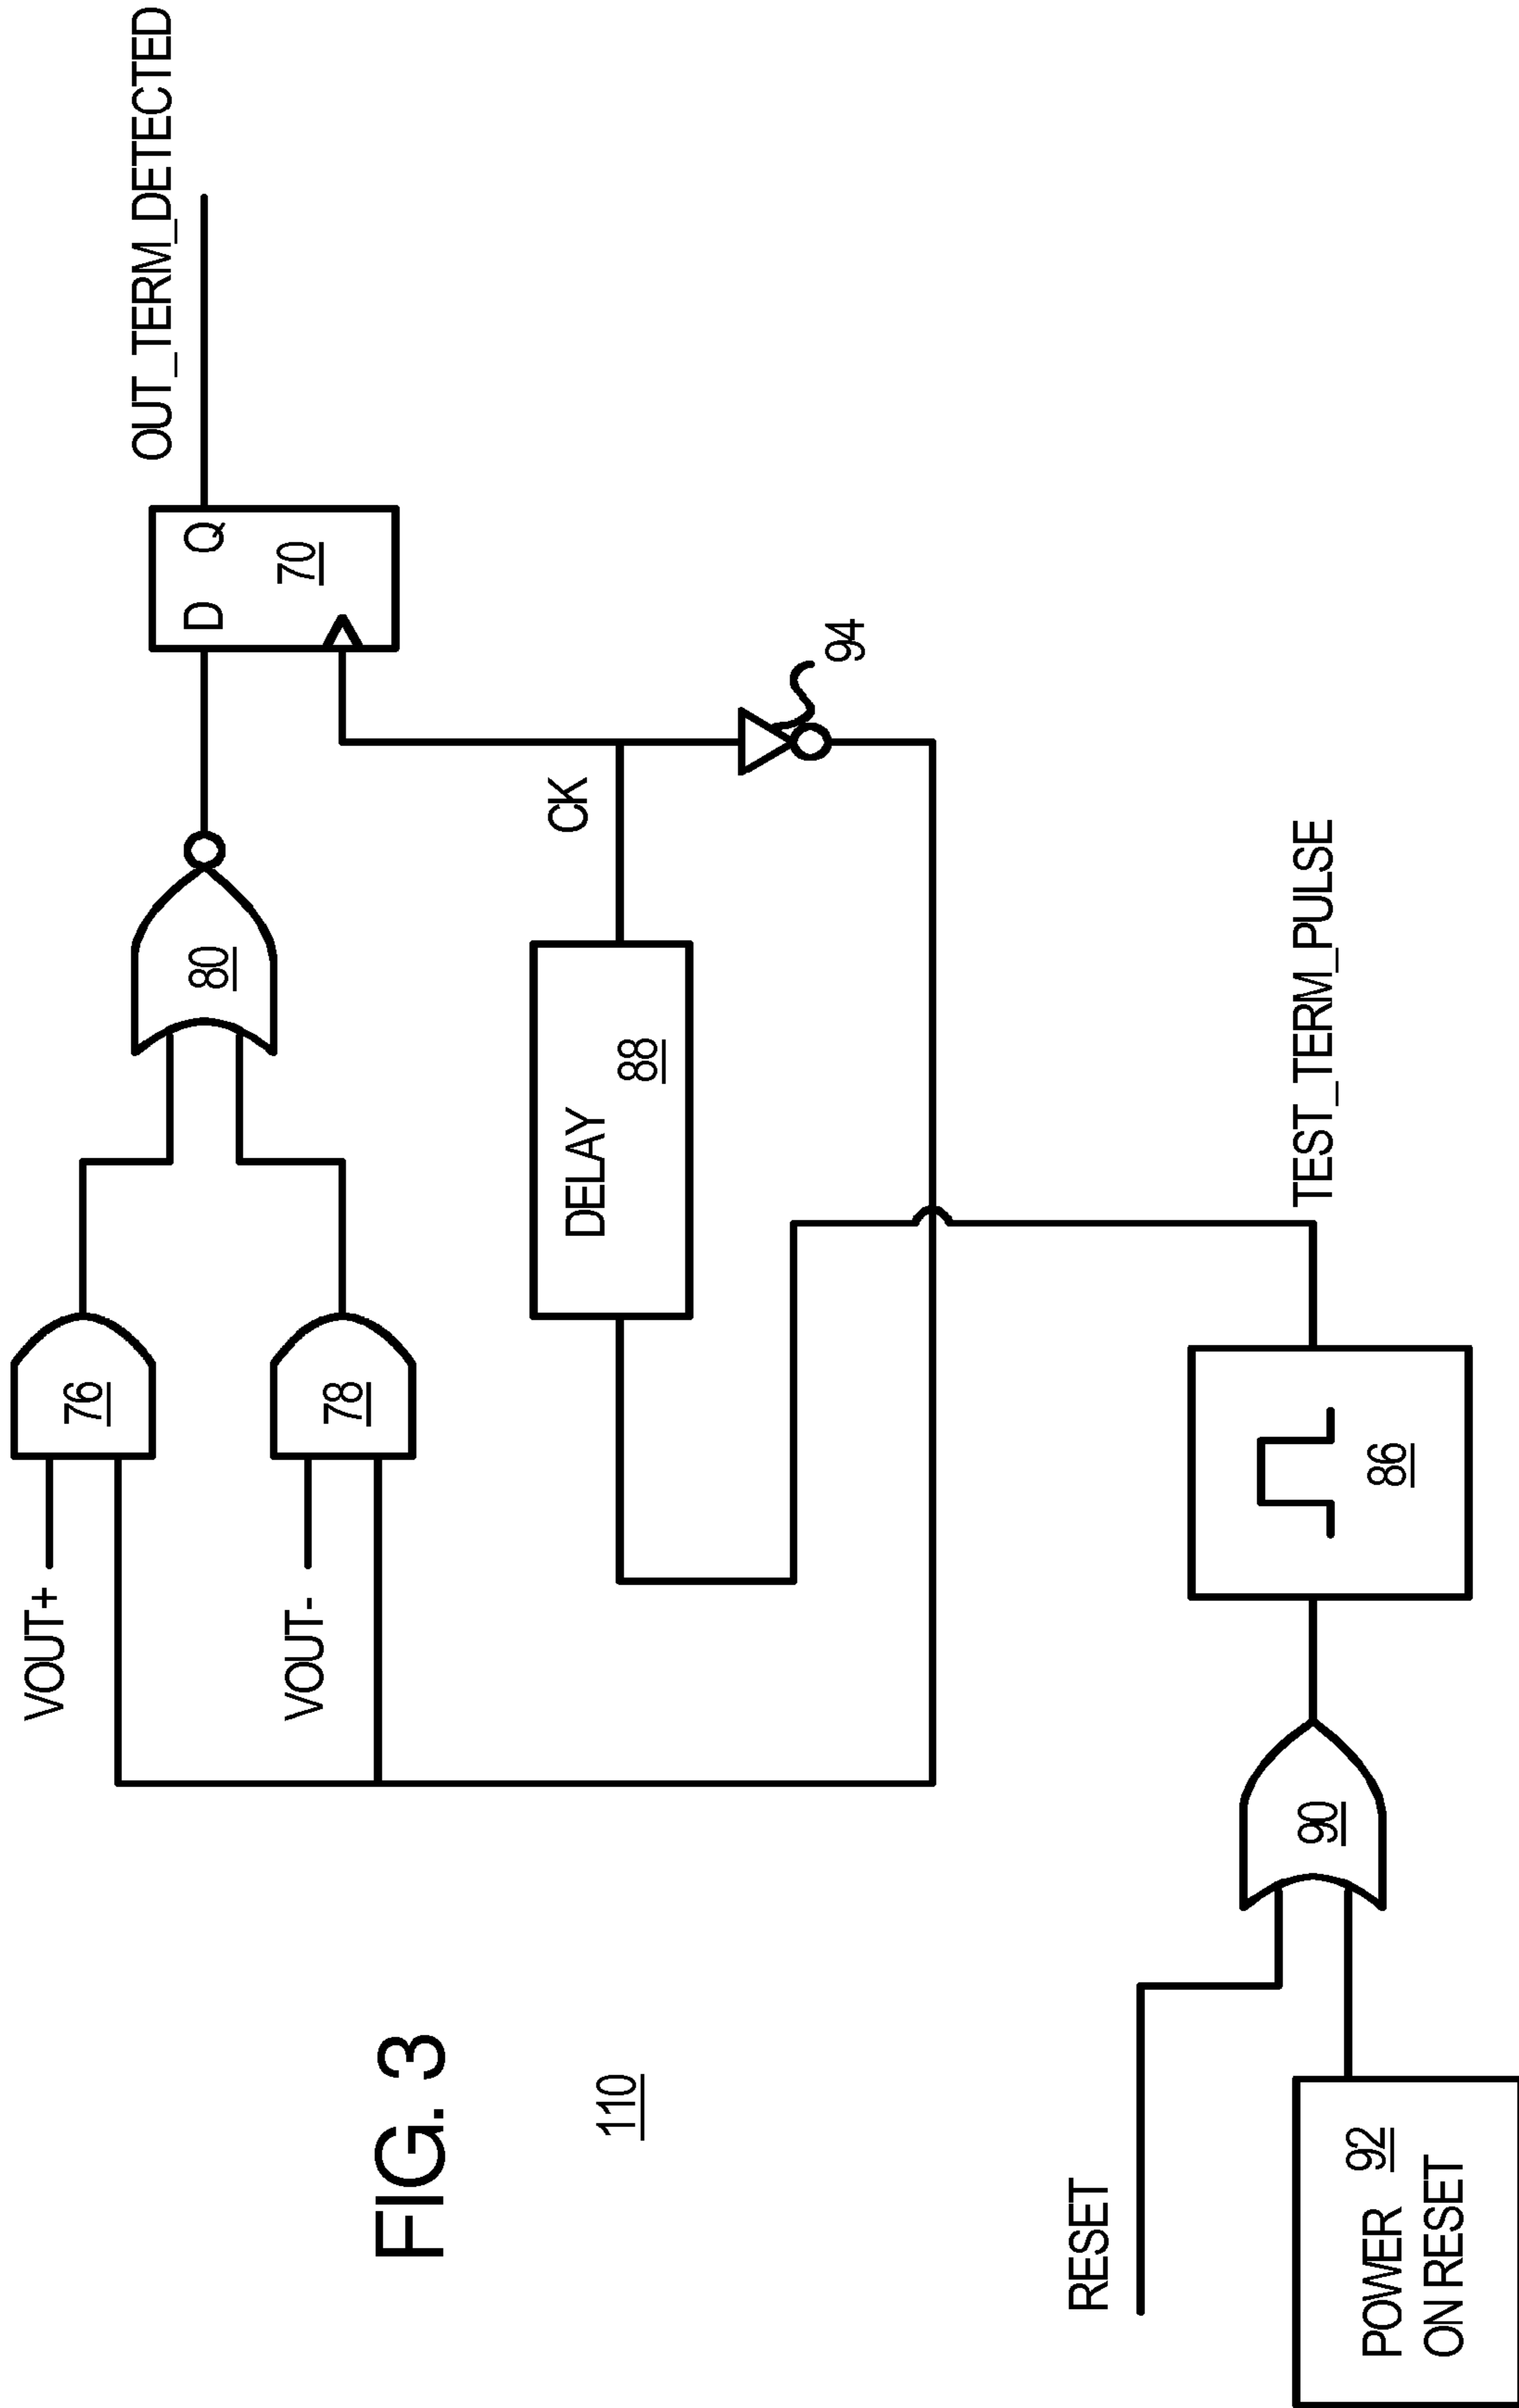 FIG. 3
110
VOUT+
VOUT-
76
78
80
D Q
70
OUT_TERM_DETECTED
DELAY
88
CK
94
RESET
POWER 92
ON RESET
90
86
TEST_TERM_PULSE